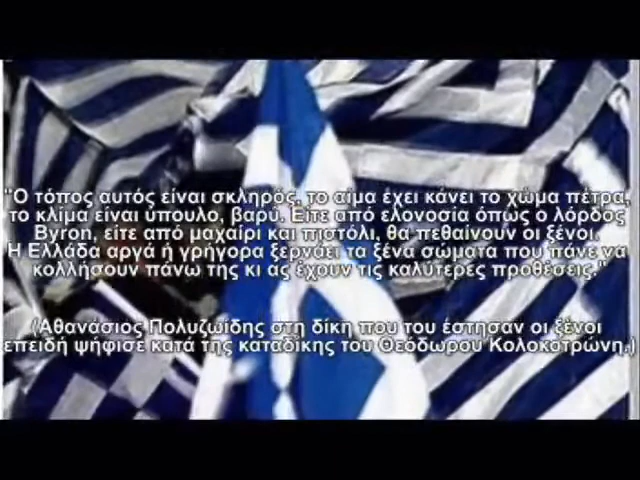 "Ο τόπος αυτός είναι σκληρός, το αίμα έχει κάνει το χώμα πέτρα,
το κλίμα είναι ύπουλο, βαρύ. Είτε από ελονοσία όπως ο λόρδος
Byron, είτε από μαχαίρι και πιστόλι, θα πεθαίνουν οι ξένοι.
Η Ελλάδα αργά ή γρήγορα ξερνάει τα ξένα σώματα που πάνε να
κολλήσουν πάνω της κι ας έχουν τις καλύτερες προθέσεις."
(Αθανάσιος Πολυζωίδης στη δίκη που του έστησαν οι ξένοι
επειδή ψήφισε κατά της καταδίκης του Θεόδωρου Κολοκοτρώνη.)